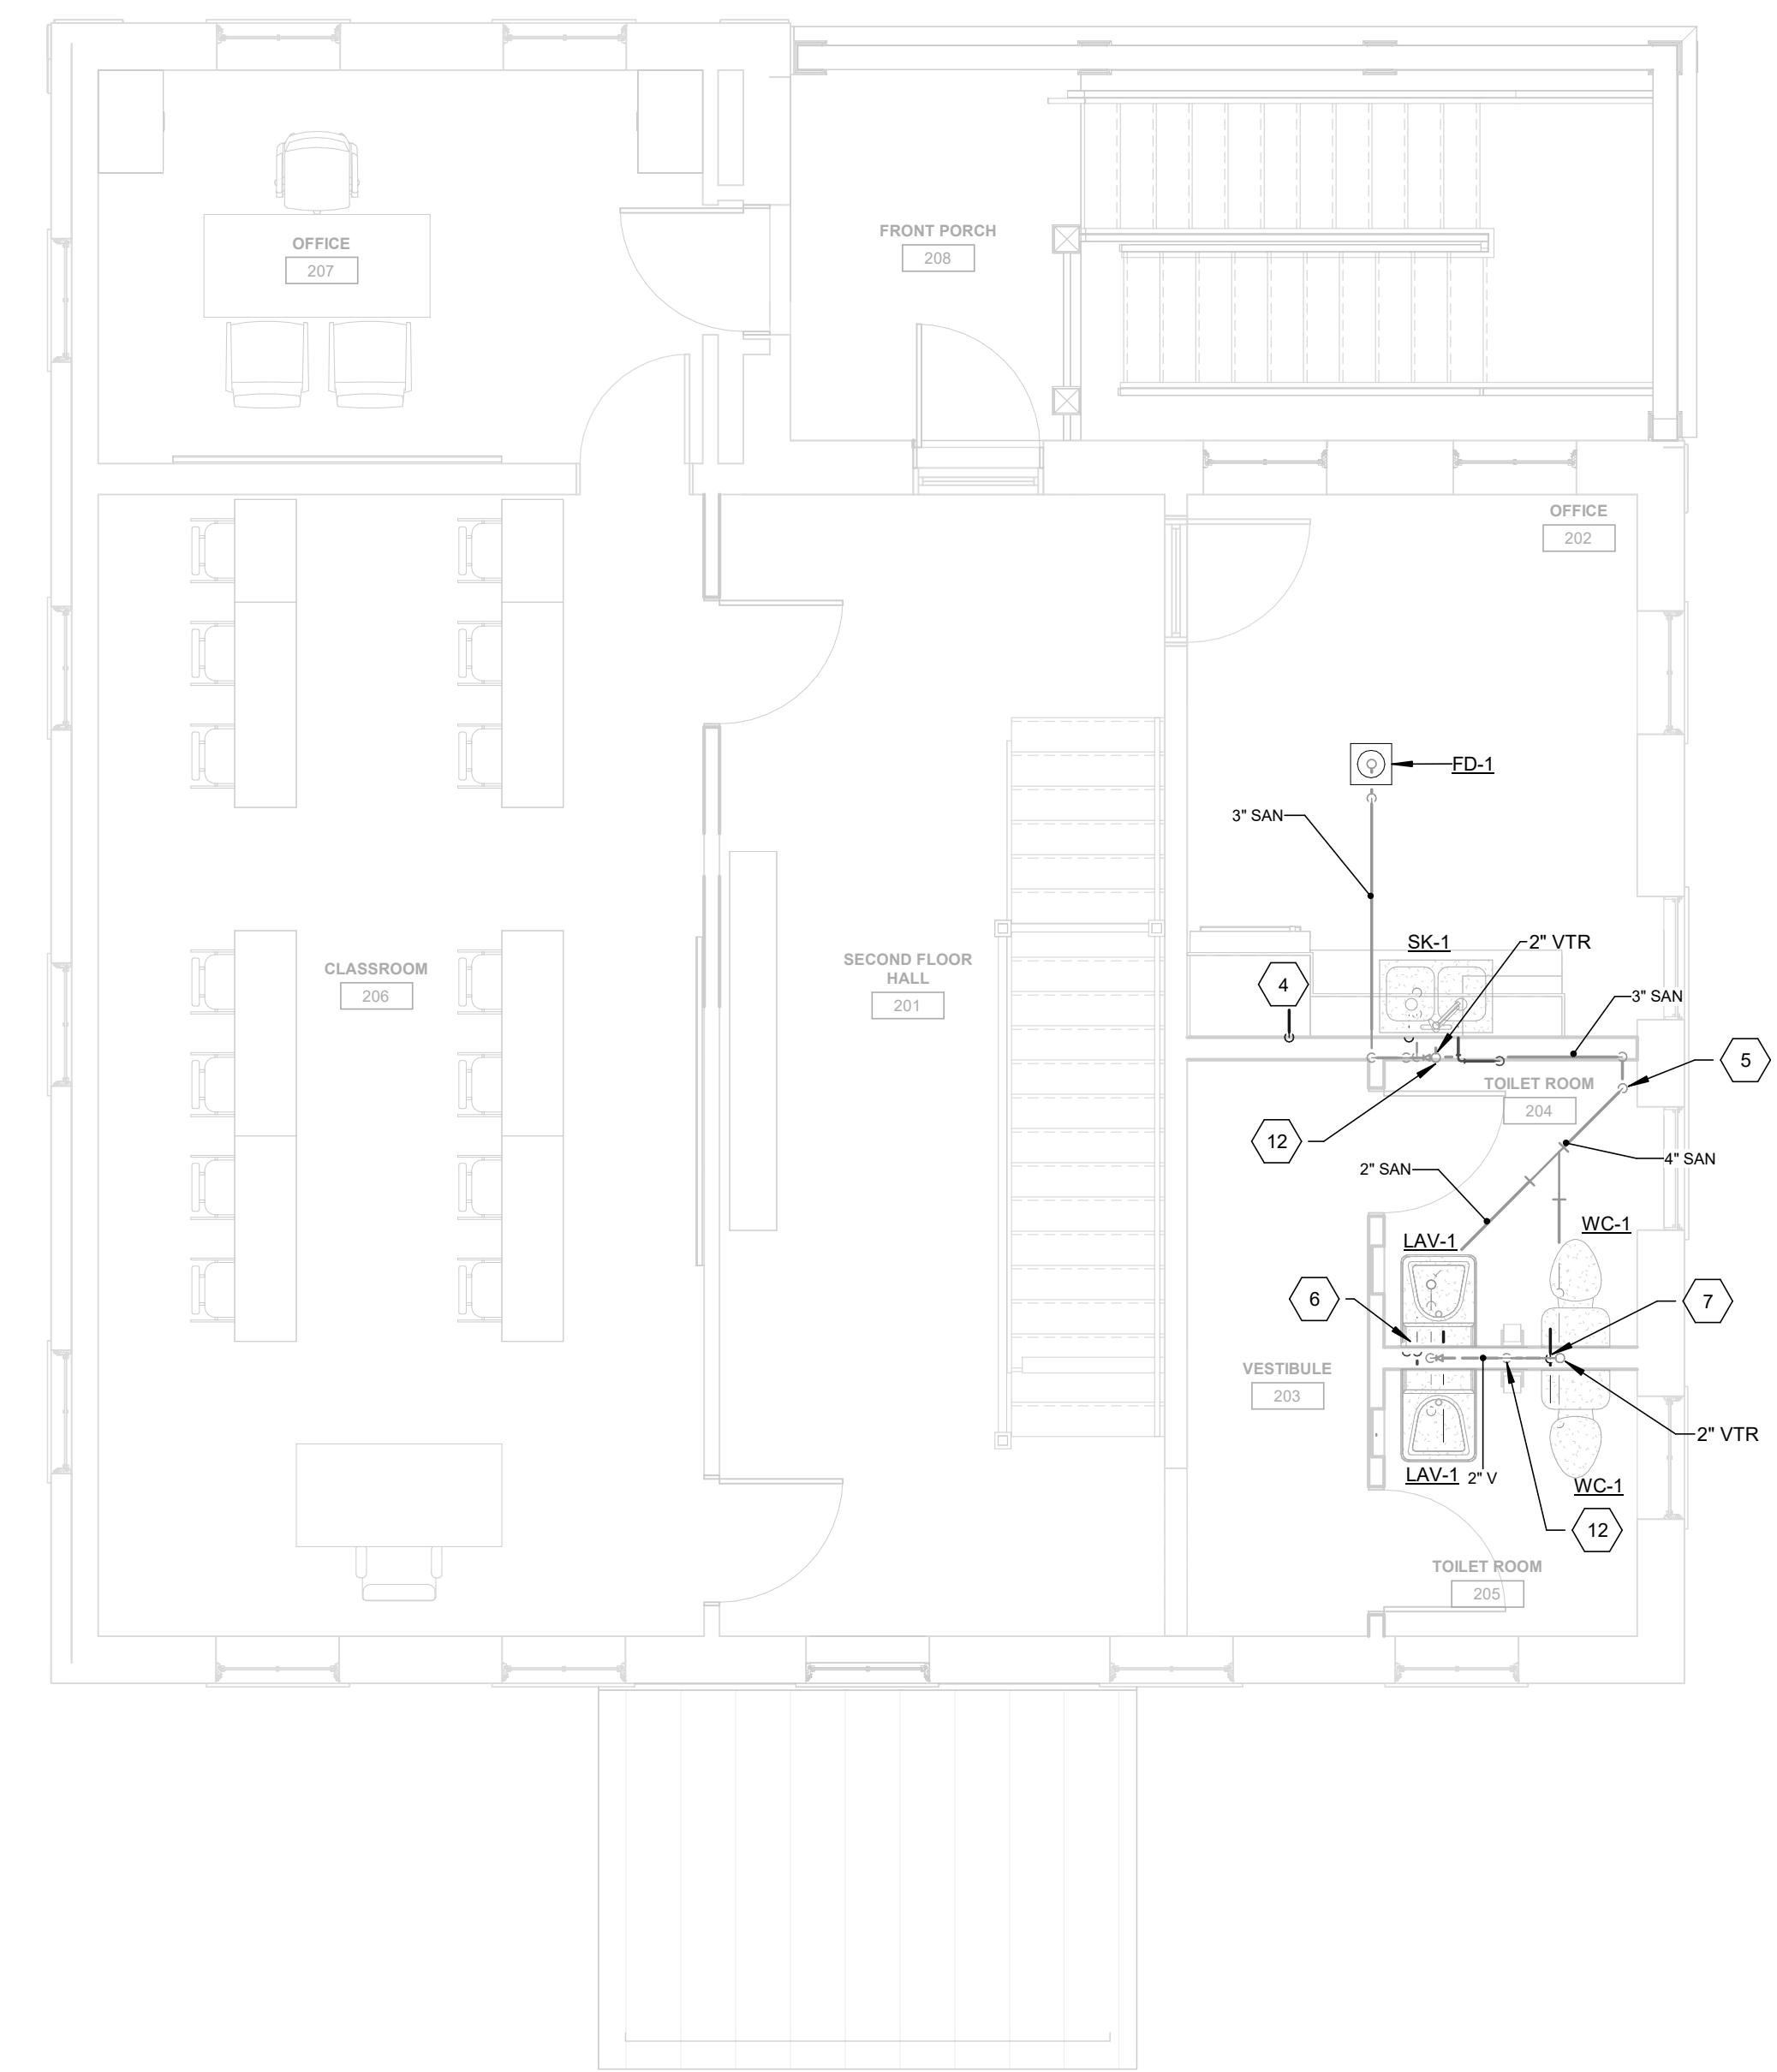 FRONT PORCH
208
OFFICE
207
OFFICE
202
FD-1
3" SAN
SK-1
2" VTR
4
3" SAN
SECOND FLOOR
HALL
201
CLASSROOM
206
5
TOILET ROOM
204
12
4" SAN
2" SAN
WC-1
LAV-1
6
7
VESTIBULE
203
2" VTR
LAV-1
2" V
WC-1
12
TOILET ROOM
205